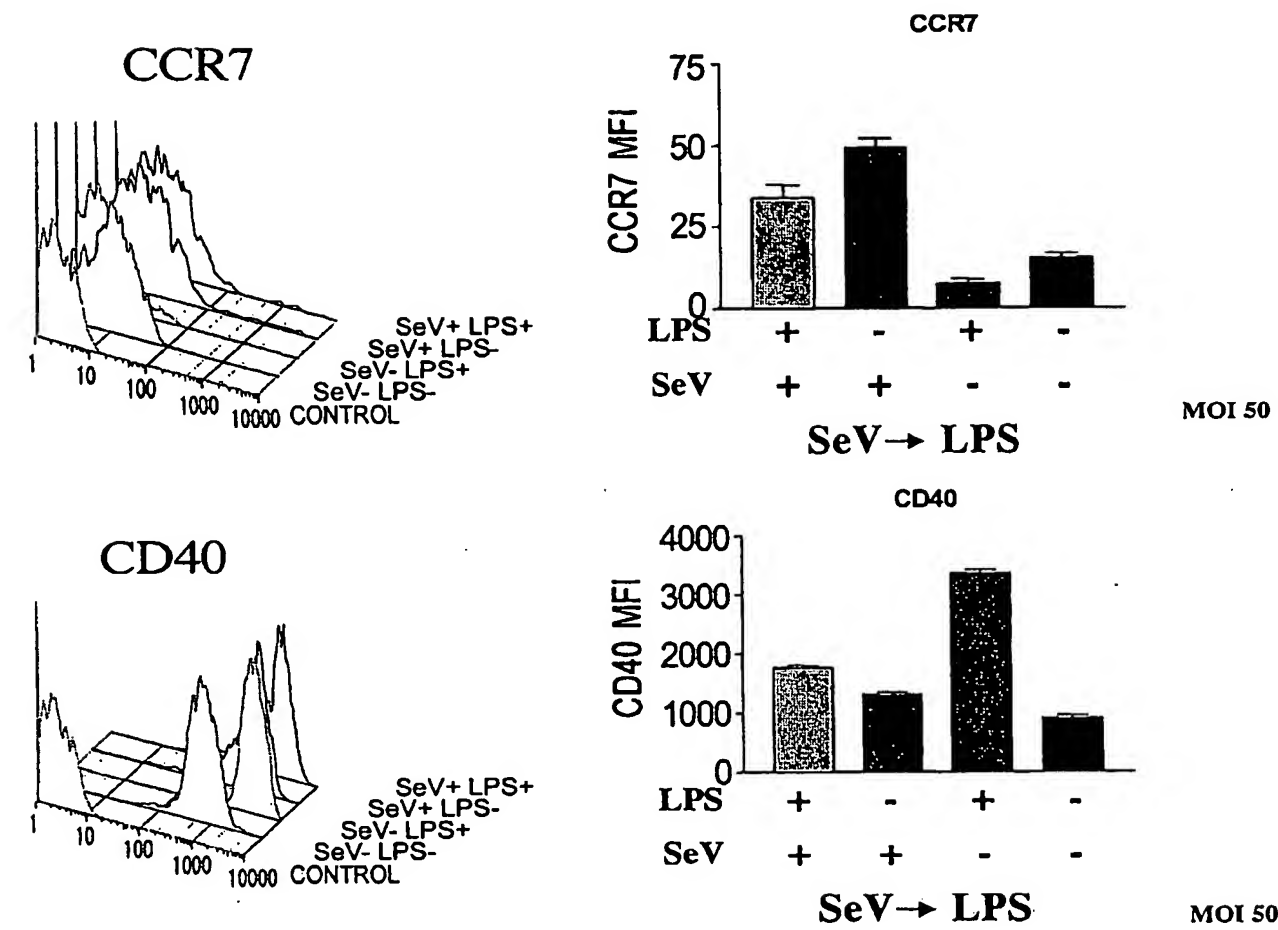 CCR7
SeV+ LPS+
SeV+ LPS-
SeV- LPS+
SeV- LPS-
CONTROL
1 10 100 1000 10000
CCR7
CCR7 MFI
75
50
25
0
LPS + - + -
SeV + + - -
SeV→ LPS
MOI 50
CD40
SeV+ LPS+
SeV+ LPS-
SeV- LPS+
SeV- LPS-
CONTROL
1 10 100 1000 10000
CD40
CD40 MFI
4000
3000
2000
1000
0
LPS + - + -
SeV + + - -
SeV→ LPS
MOI 50